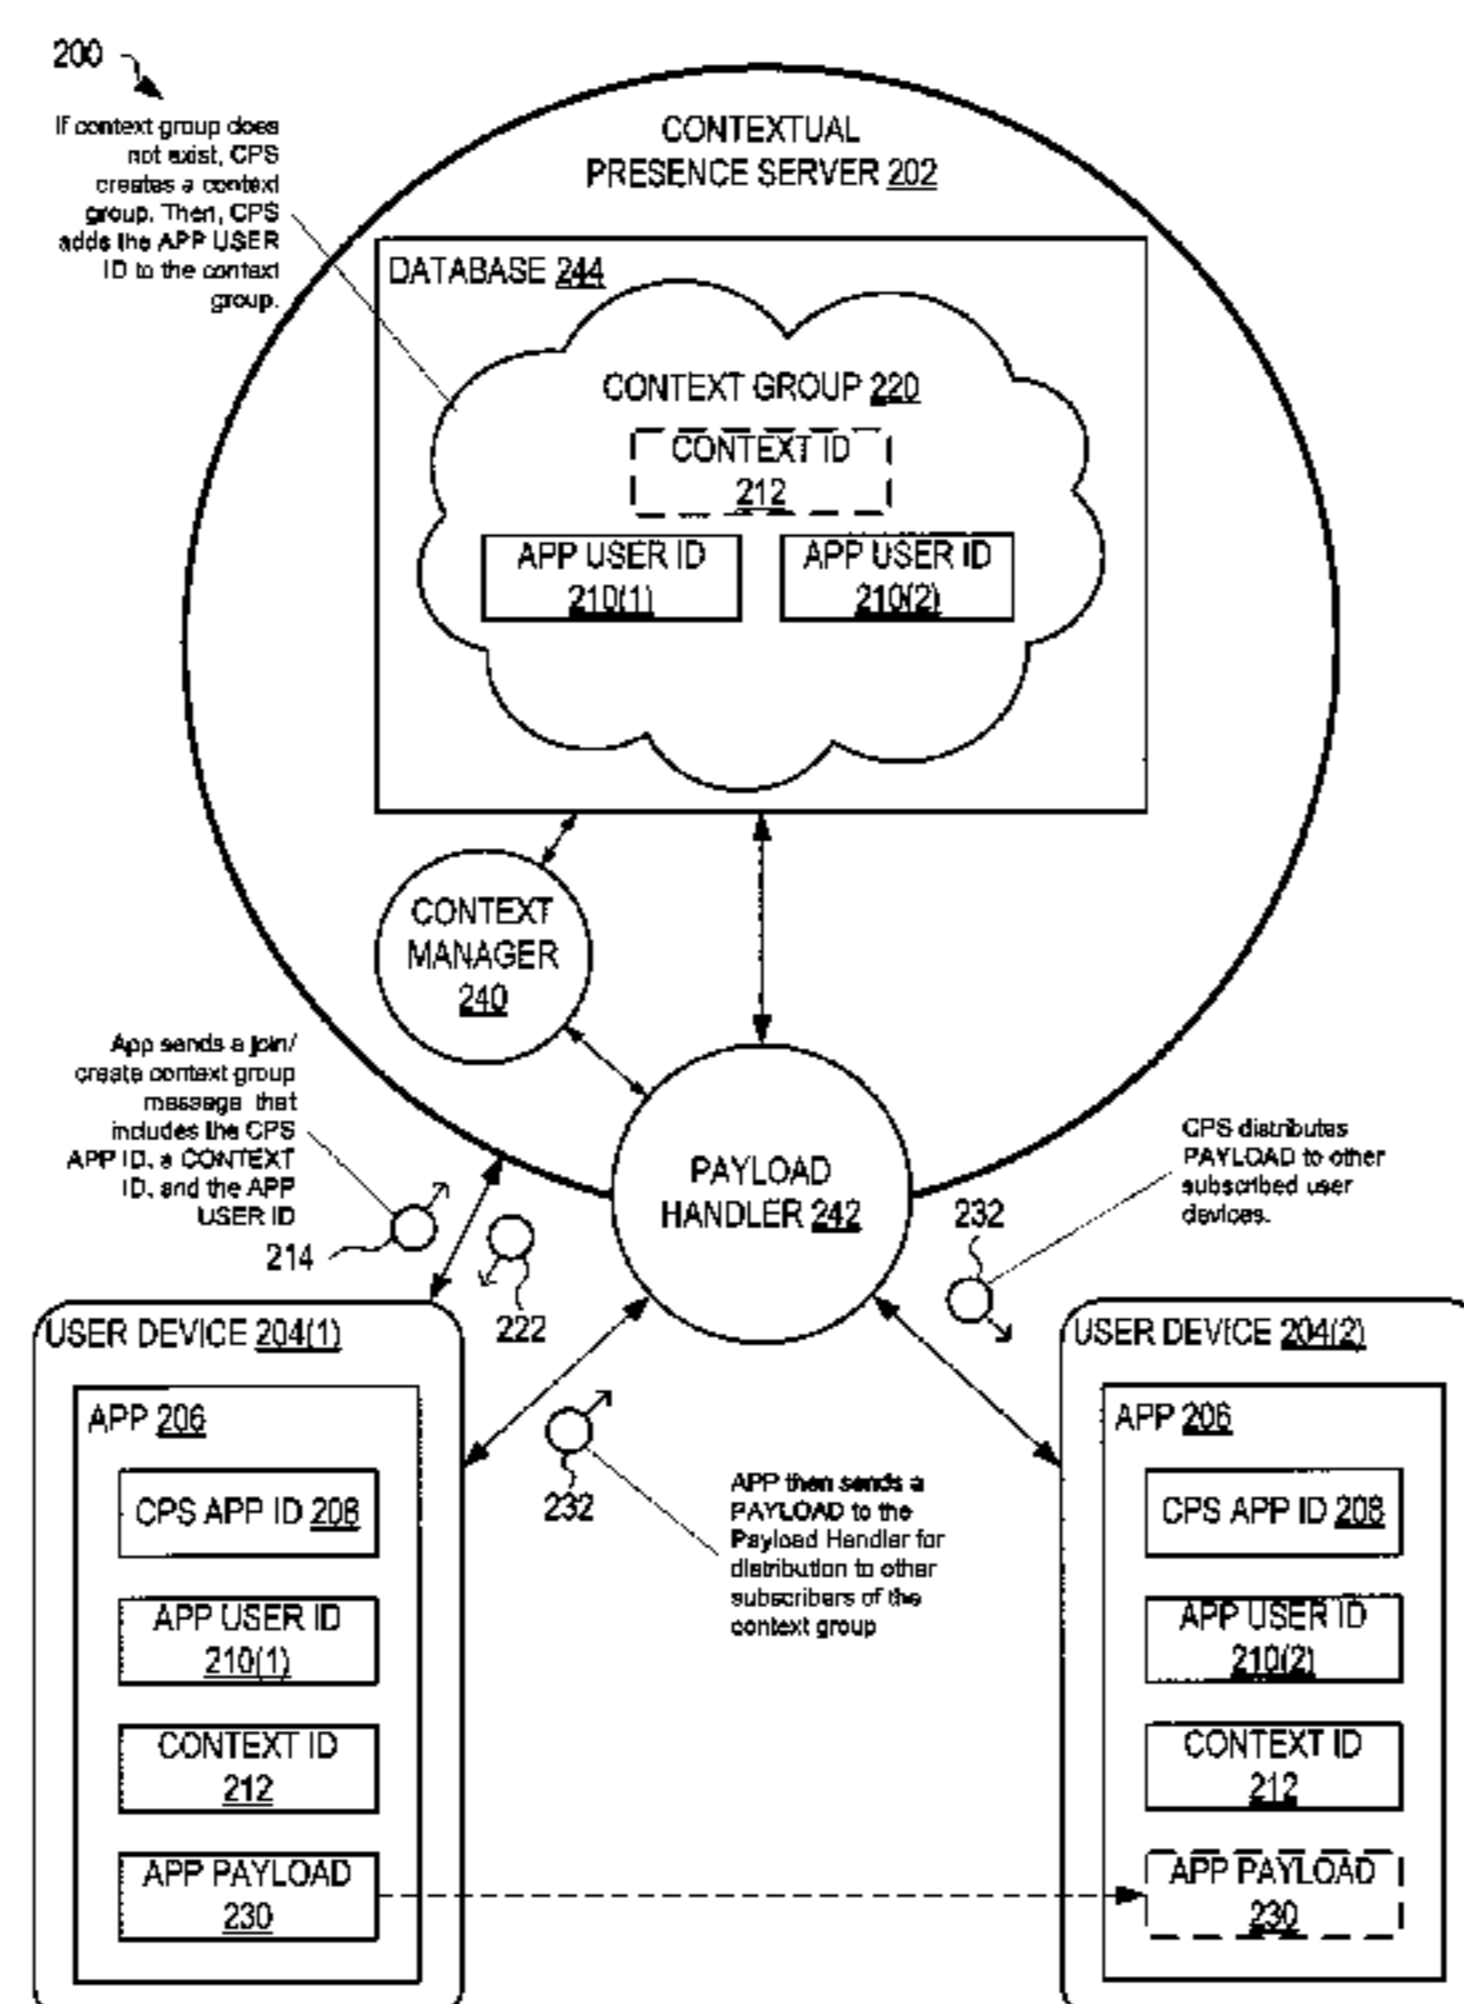 200
If context group does
not exist, CPS
creates a context
group. Then, CPS
adds the APP USER
ID to the context
group.
CONTEXTUAL
PRESENCE SERVER 202
DATABASE 244
CONTEXT GROUP 220
CONTEXT ID
212
APP USER ID
210(1)
APP USER ID
210(2)
CONTEXT
MANAGER
240
App sends a join/
create context group
message that
includes the CPS
APP ID, a CONTEXT
ID, and the APP
USER ID
214
222
PAYLOAD
HANDLER 242
232
CPS distributes
PAYLOAD to other
subscribed user
devices.
232
APP then sends a
PAYLOAD to the
Payload Handler for
distribution to other
subscribers of the
context group
USER DEVICE 204(1)
APP 206
CPS APP ID 208
APP USER ID
210(1)
CONTEXT ID
212
APP PAYLOAD
230
USER DEVICE 204(2)
APP 206
CPS APP ID 208
APP USER ID
210(2)
CONTEXT ID
212
APP PAYLOAD
230